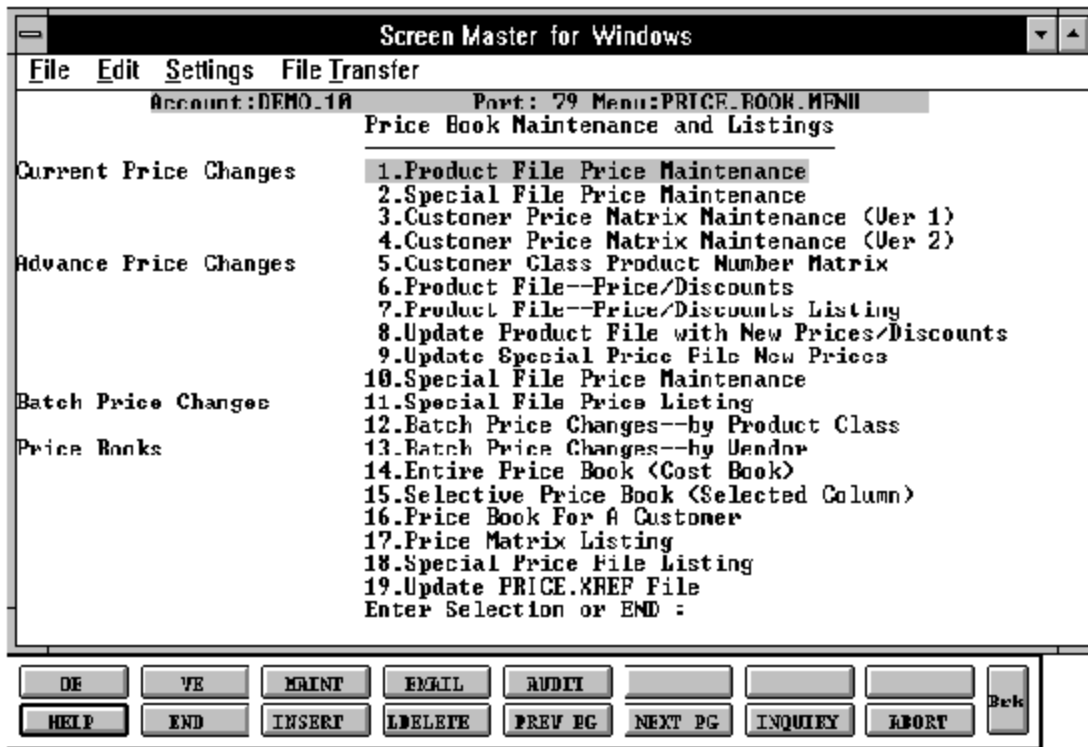 Screen Master for Windows
File Edit Settings File Transfer
Account:DEMO.10 Port: 79 Menu:PRICE.BOOK.MENU
Price Book Maintenance and Listings
Current Price Changes 1.Product File Price Maintenance
2.Special File Price Maintenance
3.Customer Price Matrix Maintenance (Ver 1)
4.Customer Price Matrix Maintenance (Ver 2)
Advance Price Changes 5.Customer Class Product Number Matrix
6.Product File--Price/Discounts
7.Product File--Price/Discounts Listing
8.Update Product File with New Prices/Discounts
9.Update Special Price File New Prices
10.Special File Price Maintenance
Batch Price Changes 11.Special File Price Listing
12.Batch Price Changes--by Product Class
Price Books 13.Batch Price Changes--by Vendor
14.Entire Price Book (Cost Book)
15.Selective Price Book (Selected Column)
16.Price Book For A Customer
17.Price Matrix Listing
18.Special Price File Listing
19.Update PRICE.XREF File
Enter Selection or END :
OE VE MAINT EMAIL AUDIT
HELP END INSERT LDELETE PREV PG NEXT PG INQUIRY ABORT Brk